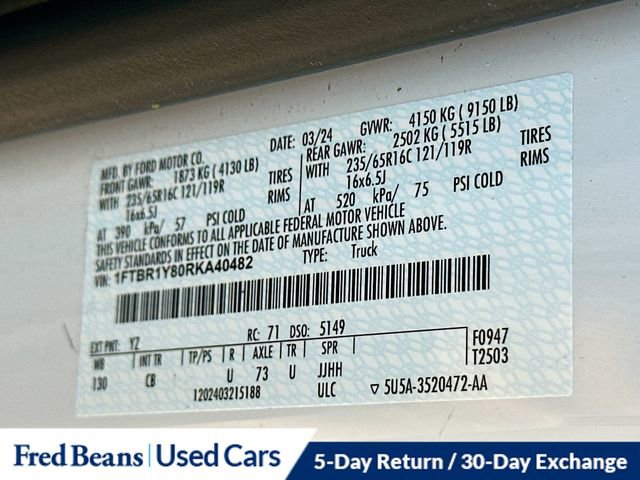 MFD. BY FORD MOTOR CO.
DATE: 03/24 GVWR: 4150 KG ( 9150 LB)
FRONT GAWR: 1873 KG ( 4130 LB)
REAR GAWR: 2502 KG ( 5515 LB)
WITH 235/65R16C 121/119R TIRES
WITH 235/65R16C 121/119R TIRES
16x6.5J RIMS
16x6.5J RIMS
AT 390 kPa/ 57 PSI COLD
AT 520 kPa/ 75 PSI COLD
THIS VEHICLE CONFORMS TO ALL APPLICABLE FEDERAL MOTOR VEHICLE
SAFETY STANDARDS IN EFFECT ON THE DATE OF MANUFACTURE SHOWN ABOVE.
VIN: 1FTBR1Y80RKA40482 TYPE: Truck
EXT PNT: YZ RC: 71 DSO: 5149
WB INT TR TP/PS R AXLE TR SPR
130 CB U 73 U JJHH
F0947
T2503
1202403215188 ULC ▽ 5U5A-3520472-AA
Fred Beans | Used Cars
5-Day Return / 30-Day Exchange